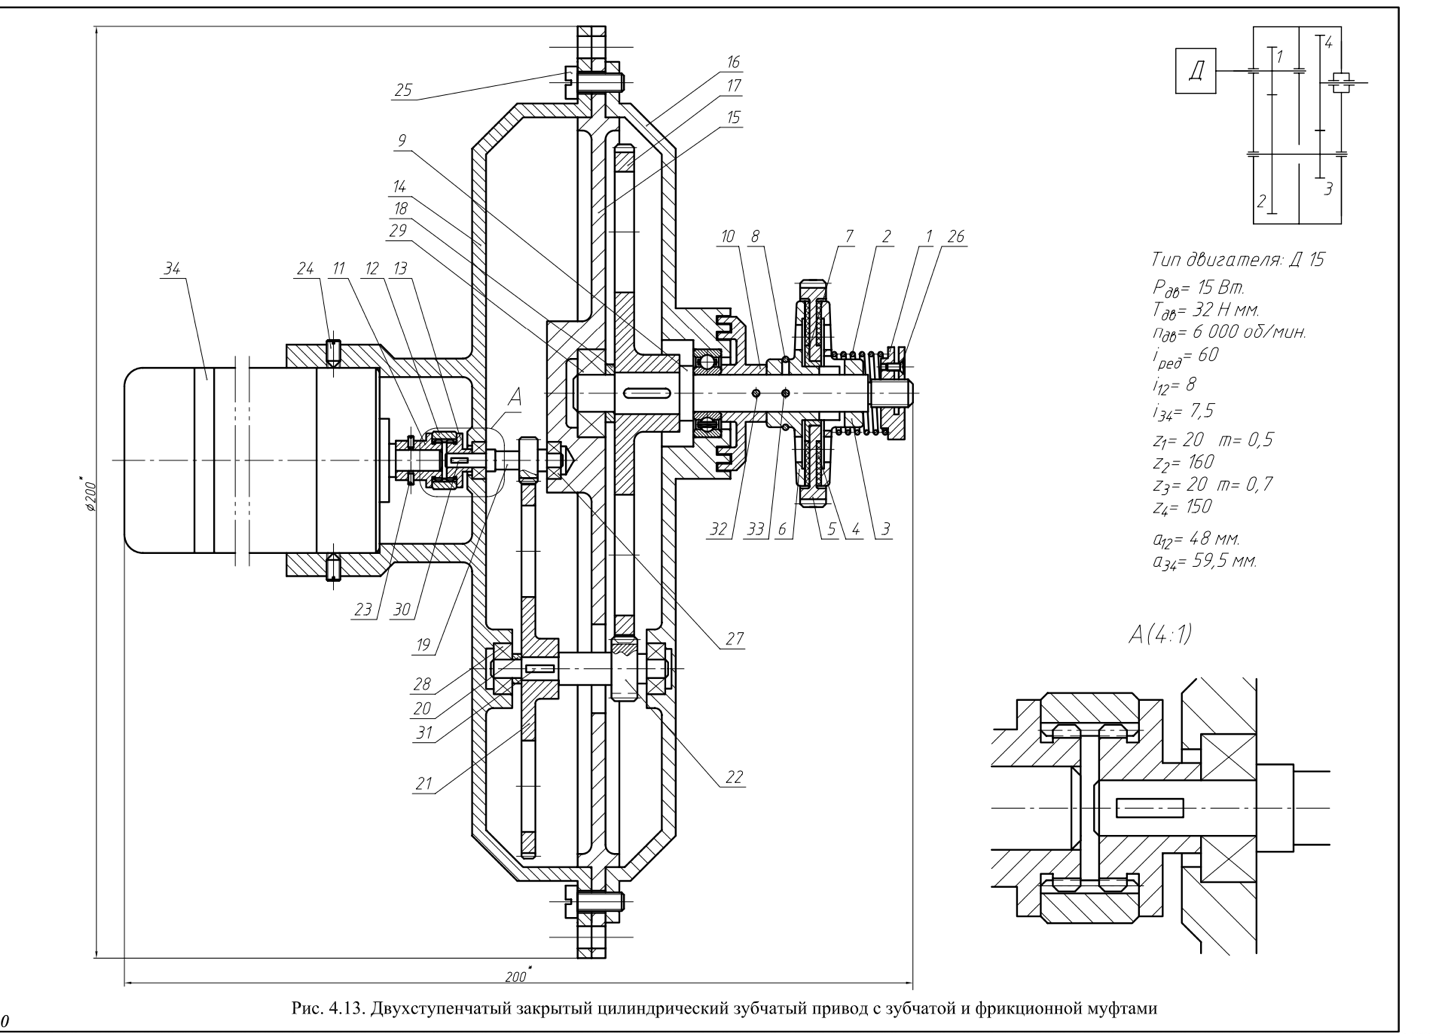 25
16
17
15
9
14
18
29
34
24
11
12
13
А
10
8
7
2
1
26
32
33
6
5
4
3
23
30
19
27
28
20
31
21
22
⌀200*
200*
Д
1
4
2
3
Тип двигателя: Д 15
Pдв= 15 Вт.
Tдв= 32 Н мм.
nдв= 6 000 об/мин.
iред= 60
i12= 8
i34= 7,5
z1= 20 m= 0,5
z2= 160
z3= 20 m= 0,7
z4= 150
a12= 48 мм.
a34= 59,5 мм.
А(4:1)
Рис. 4.13. Двухступенчатый закрытый цилиндрический зубчатый привод с зубчатой и фрикционной муфтами
0